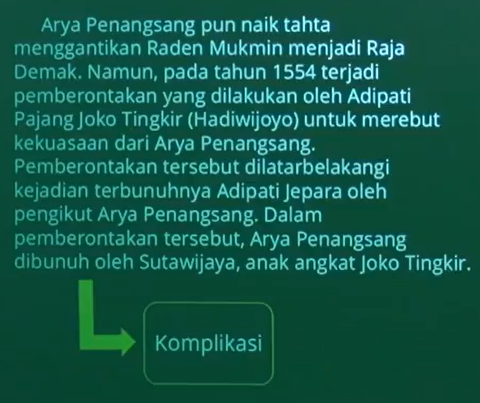 Arya Penangsang pun naik tahta
menggantikan Raden Mukmin menjadi Raja
Demak. Namun, pada tahun 1554 terjadi
pemberontakan yang dilakukan oleh Adipati
Pajang Joko Tingkir (Hadiwijoyo) untuk merebut
kekuasaan dari Arya Penangsang.
Pemberontakan tersebut dilatarbelakangi
kejadian terbunuhnya Adipati Jepara oleh
pengikut Arya Penangsang. Dalam
pemberontakan tersebut, Arya Penangsang
dibunuh oleh Sutawijaya, anak angkat Joko Tingkir.
Komplikasi